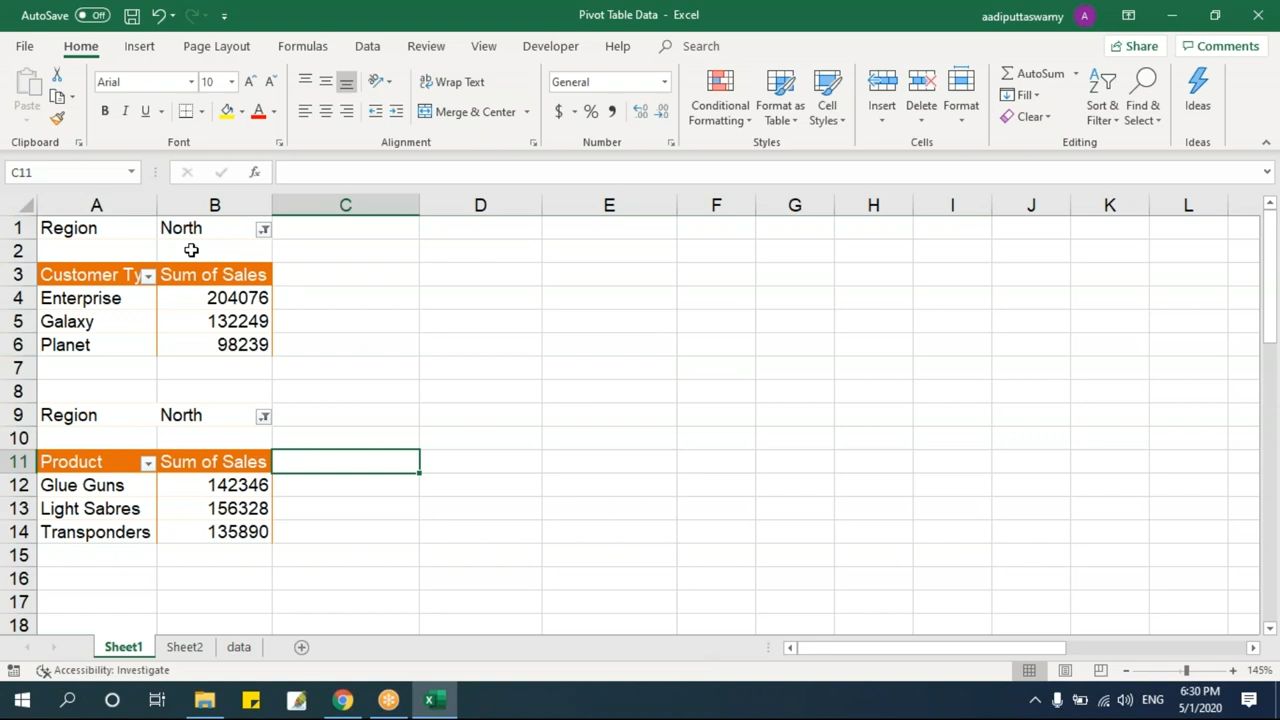 AutoSave Off Pivot Table Data - Excel aadiputtaswamy A
File Home Insert Page Layout Formulas Data Review View Developer Help Search Share Comments
Paste Arial 10 Wrap Text General Conditional Formatting Format as Table Cell Styles Insert Delete Format AutoSum Fill Clear Sort & Filter Find & Select Ideas
B I U A Merge & Center $ %
Clipboard Font Alignment Number Styles Cells Editing Ideas
C11 fx
A B C D E F G H I J K L
1 Region North
2
3 Customer Ty Sum of Sales
4 Enterprise 204076
5 Galaxy 132249
6 Planet 98239
7
8
9 Region North
10
11 Product Sum of Sales
12 Glue Guns 142346
13 Light Sabres 156328
14 Transponders 135890
15
16
17
18
Sheet1 Sheet2 data
Accessibility: Investigate 145%
ENG 6:30 PM
5/1/2020